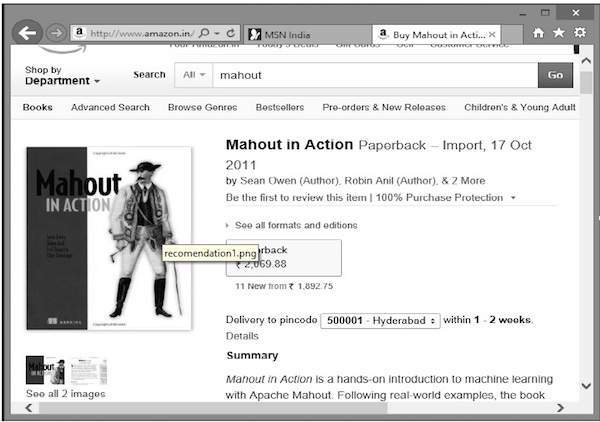 http://www.amazon.in/
MSN India
Buy Mahout in Acti...
Your Amazon.in Today's Deals Gift Cards Sell Customer Service
Shop by
Department
Search
All
mahout
Go
Books Advanced Search Browse Genres Bestsellers Pre-orders & New Releases Children's & Young Adult
Mahout
IN ACTION
MANNING
Mahout in Action Paperback – Import, 17 Oct
2011
by Sean Owen (Author), Robin Anil (Author), & 2 More
Be the first to review this item | 100% Purchase Protection
See all formats and editions
erback
recomendation1.png
₹ 2,069.88
11 New from ₹ 1,892.75
Delivery to pincode 500001 - Hyderabad within 1 - 2 weeks.
Details
Summary
Mahout in Action is a hands-on introduction to machine learning
with Apache Mahout. Following real-world examples, the book
Mahout
See all 2 images